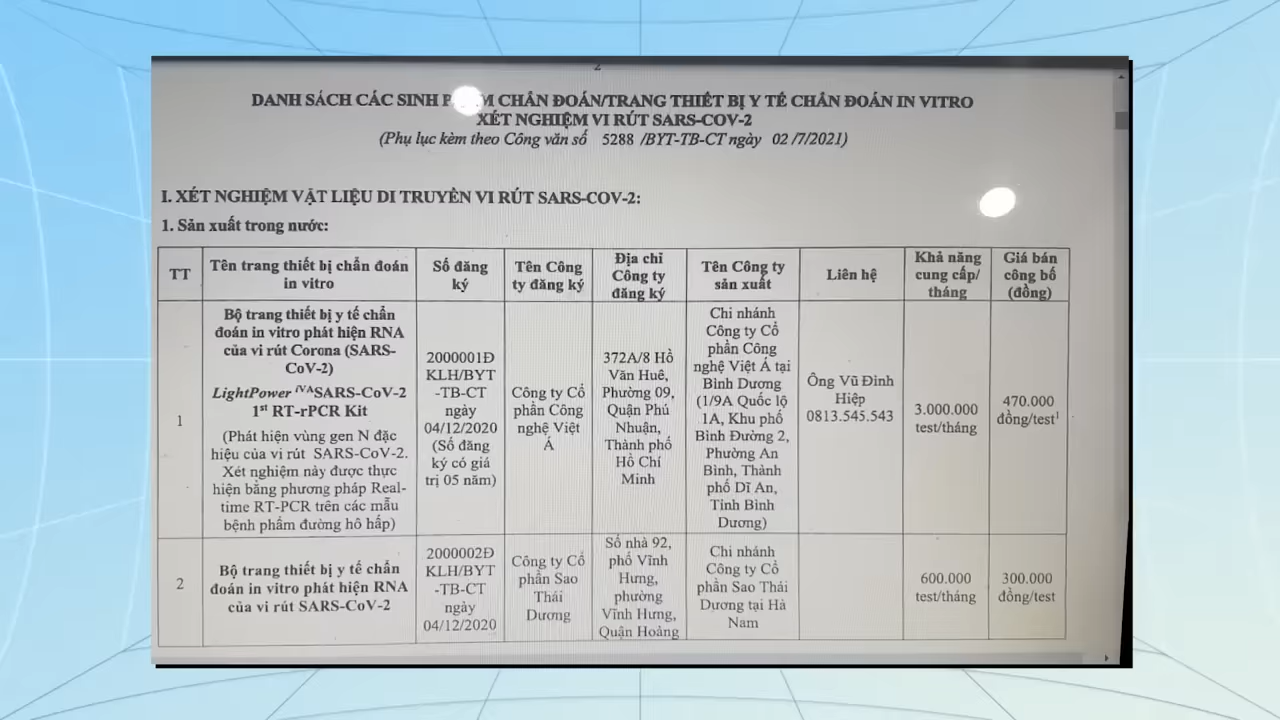 2
DANH SÁCH CÁC SINH CHẨN ĐOÁN/TRANG THIẾT BỊ Y TẾ CHẨN ĐOÁN IN VITRO
XÉT NGHIỆM VI RÚT SARS-COV-2
(Phụ lục kèm theo Công văn số 5288 /BYT-TB-CT ngày 02 /7/2021)
I. XÉT NGHIỆM VẬT LIỆU DI TRUYỀN VI RÚT SARS-COV-2:
1. Sản xuất trong nước:
TT
Tên trang thiết bị chẩn đoán
in vitro
Số đăng
ký
Tên Công
ty đăng ký
Địa chỉ
Công ty
đăng ký
Tên Công ty
sản xuất
Liên hệ
Khả năng
cung cấp/
tháng
Giá bán
công bố
(đồng)
1
Bộ trang thiết bị y tế chẩn
đoán in vitro phát hiện RNA
của vi rút Corona (SARS-
CoV-2)
LightPower iVASARS-CoV-2
1st RT-rPCR Kit
(Phát hiện vùng gen N đặc
hiệu của vi rút SARS-CoV-2.
Xét nghiệm này được thực
hiện bằng phương pháp Real-
time RT-PCR trên các mẫu
bệnh phẩm đường hô hấp)
2000001Đ
KLH/BYT
-TB-CT
ngày
04/12/2020
(Số đăng
ký có giá
trị 05 năm)
Công ty Cổ
phần Công
nghệ Việt
Á
372A/8 Hồ
Văn Huê,
Phường 09,
Quận Phú
Nhuận,
Thành phố
Hồ Chí
Minh
Chi nhánh
Công ty Cổ
phần Công
nghệ Việt Á tại
Bình Dương
(1/9A Quốc lộ
1A, Khu phố
Bình Đường 2,
Phường An
Bình, Thành
phố Dĩ An,
Tỉnh Bình
Dương)
Ông Vũ Đình
Hiệp
0813.545.543
3.000.000
test/tháng
470.000
đồng/test1
2
Bộ trang thiết bị y tế chẩn
đoán in vitro phát hiện RNA
của vi rút SARS-CoV-2
2000002Đ
KLH/BYT
-TB-CT
ngày
04/12/2020
Công ty Cổ
phần Sao
Thái
Dương
Số nhà 92,
phố Vĩnh
Hưng,
phường
Vĩnh Hưng,
Quận Hoàng
Chi nhánh
Công ty Cổ
phần Sao Thái
Dương tại Hà
Nam
600.000
test/tháng
300.000
đồng/test